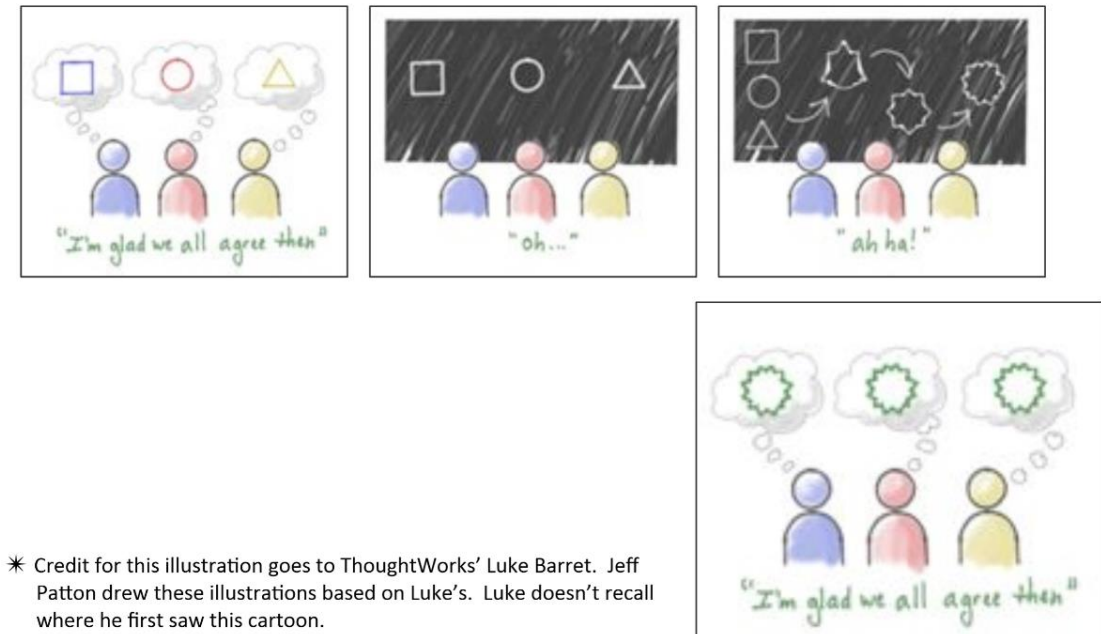 "I'm glad we all agree then"
"oh..."
"ah ha!"
"I'm glad we all agree then"
✴ Credit for this illustration goes to ThoughtWorks’ Luke Barret. Jeff
Patton drew these illustrations based on Luke’s. Luke doesn’t recall
where he first saw this cartoon.